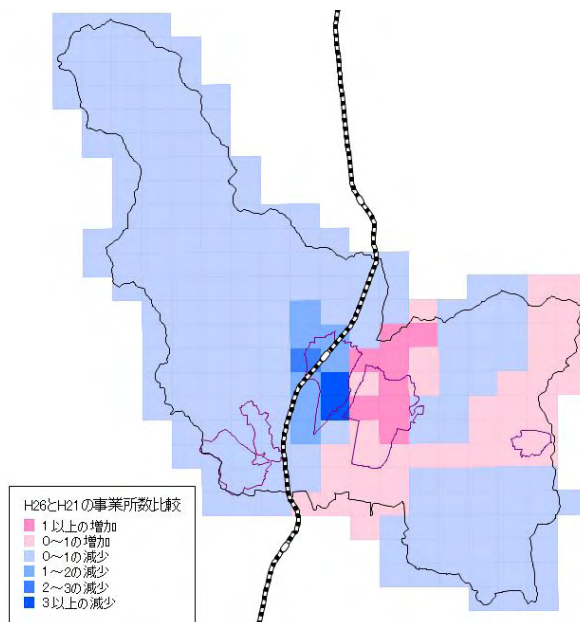 H26とH21の事業所数比較
1以上の増加
0～1の増加
0～1の減少
1～2の減少
2～3の減少
3以上の減少